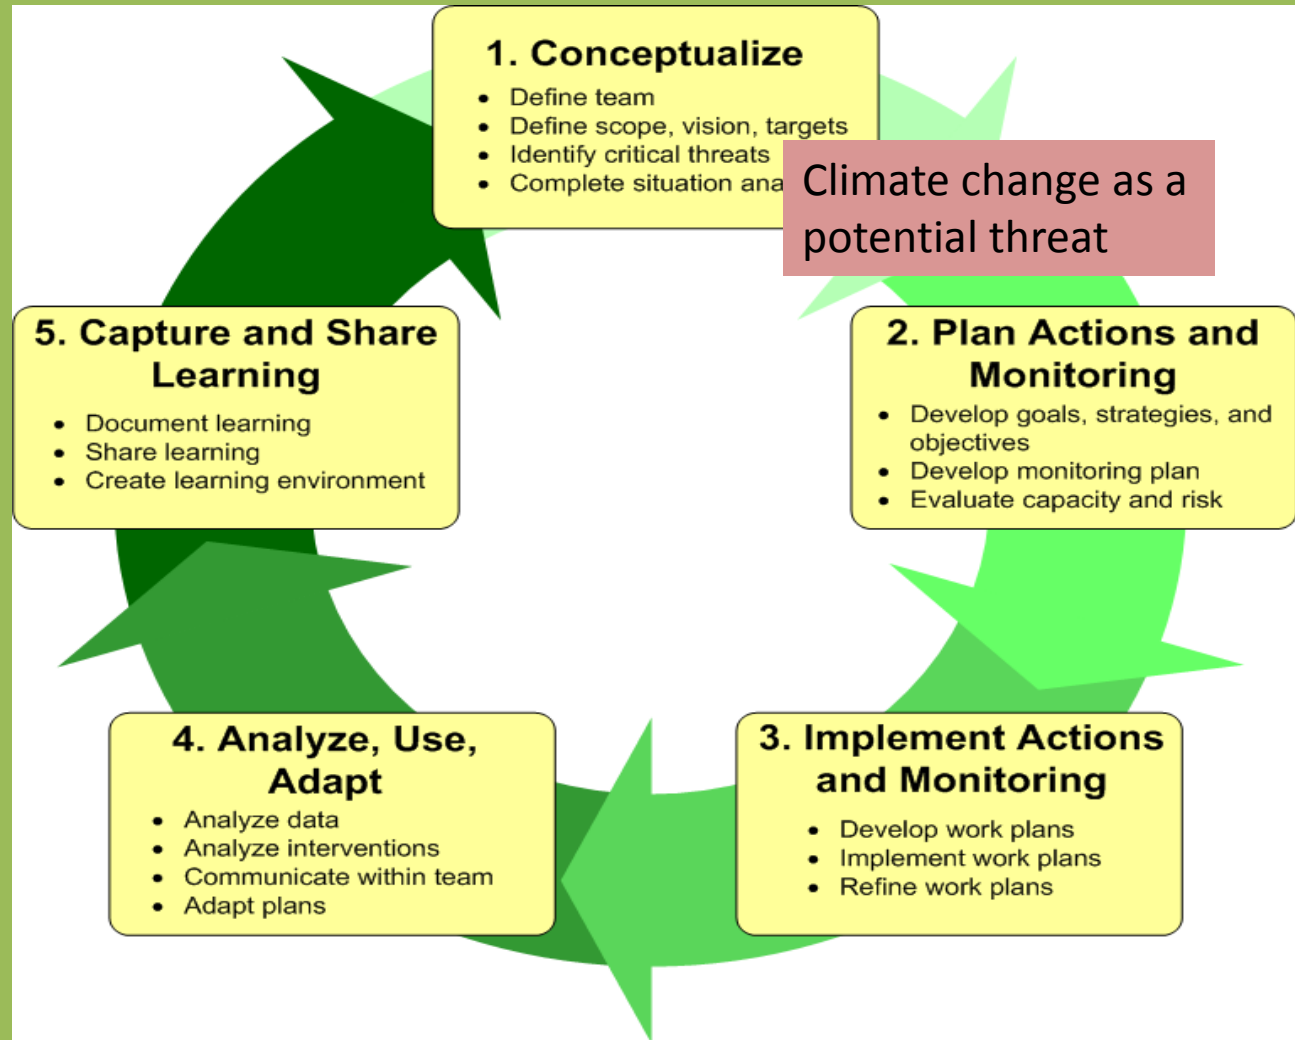 1. Conceptualize
• Define team
• Define scope, vision, targets
• Identify critical threats
• Complete situation
Climate change as a
potential threat
2. Plan Actions and
Monitoring
• Develop goals, strategies, and
objectives
• Develop monitoring plan
• Evaluate capacity and risk
3. Implement Actions
and Monitoring
• Develop work plans
• Implement work plans
• Refine work plans
4. Analyze, Use,
Adapt
• Analyze data
• Analyze interventions
• Communicate within team
• Adapt plans
5. Capture and Share
Learning
• Document learning
• Share learning
• Create learning environment